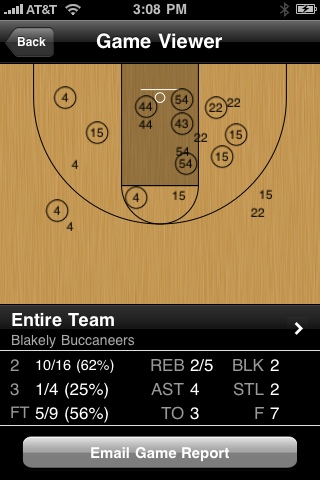 AT&T 3:08 PM
Back Game Viewer
4 44 54 22 22
44 43
15 22 15
4 54 54 15
4 15 15
4 22
4
Entire Team
Blakely Buccaneers
2 10/16 (62%) REB 2/5 BLK 2
3 1/4 (25%) AST 4 STL 2
FT 5/9 (56%) TO 3 F 7
Email Game Report